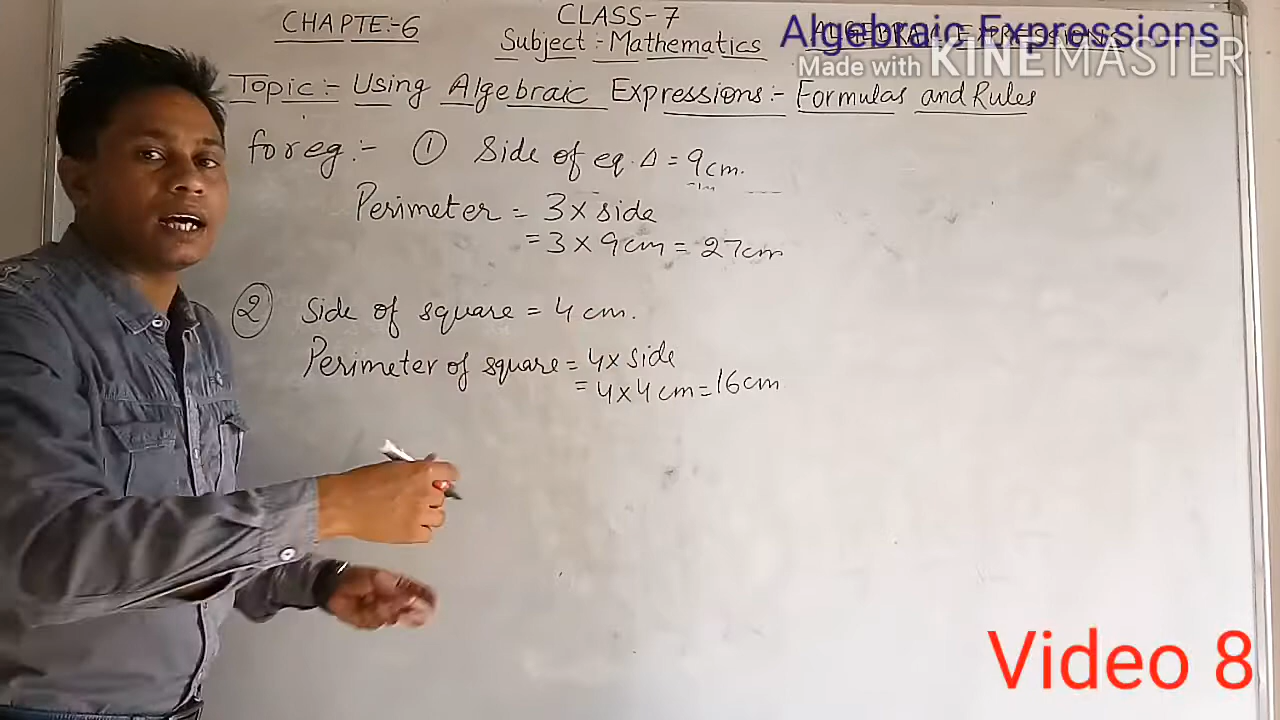 CHAPTE:-6
CLASS-7
Subject:-Mathematics
Algebraic Expressions
Made with KINEMASTER
Topic:- Using Algebraic Expressions:- Formulas and Rules
for eg:- ① Side of eq. Δ = 9cm.
Perimeter = 3 × side
= 3 × 9cm = 27cm
② Side of square = 4 cm.
Perimeter of square = 4× side
= 4×4 cm = 16cm
Video 8